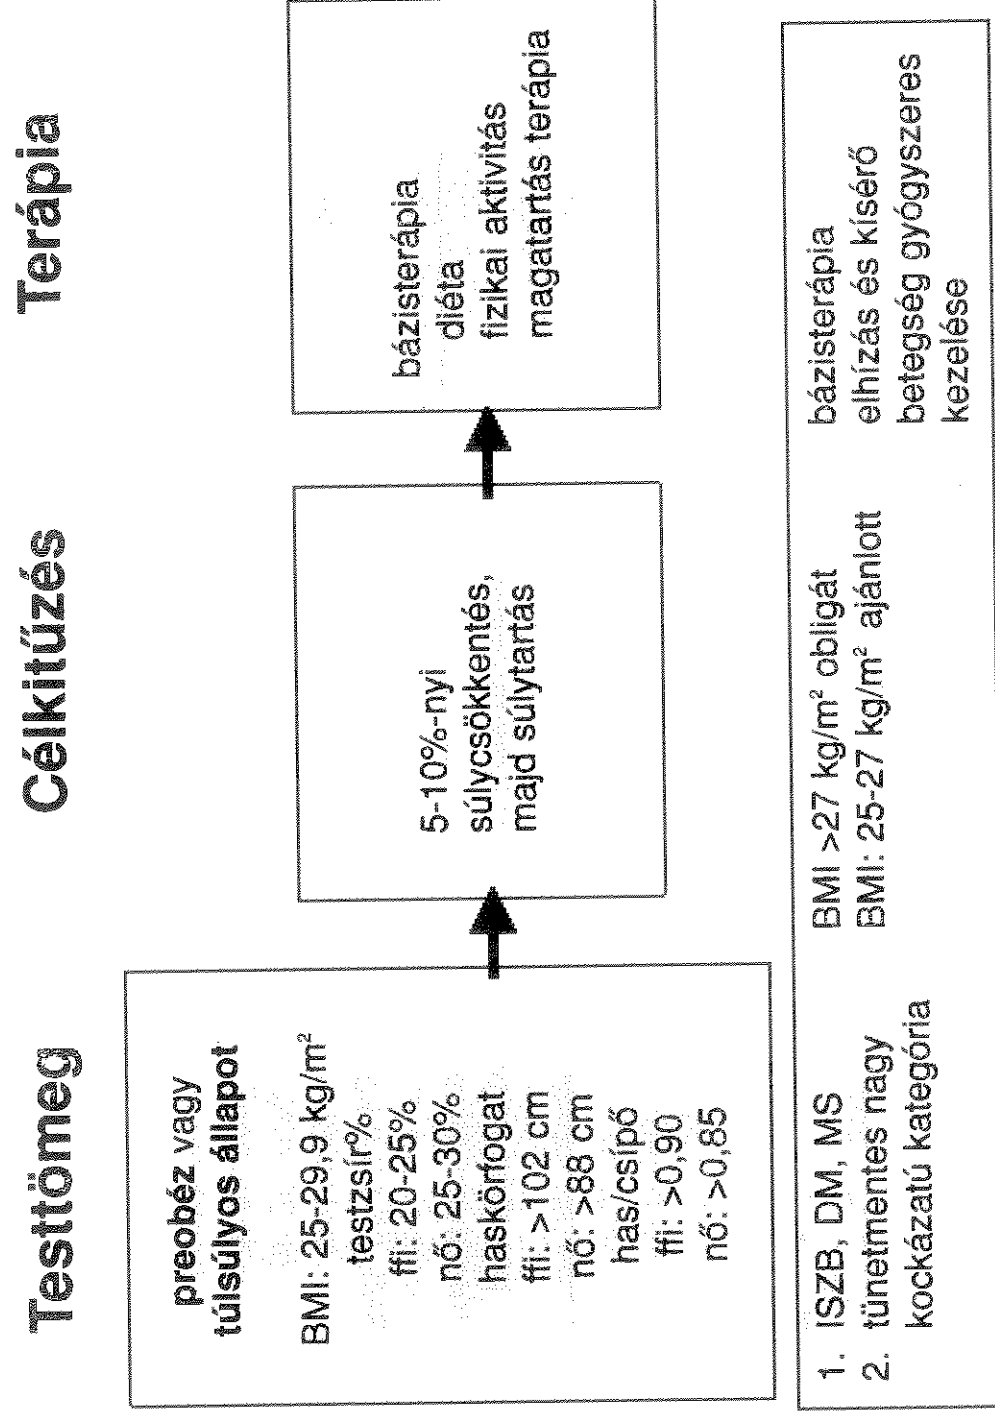 Testtömeg
Célkitűzés
Terápia
preobéz vagy
túlsúlyos állapot
BMI: 25-29,9 kg/m²
testzsír%
ffi: 20-25%
nő: 25-30%
haskörfogat
ffi: >102 cm
nő: >88 cm
has/csípő
ffi: >0,90
nő: >0,85
5-10%-nyi
súlycsökkentés,
majd súlytartás
bázisterápia
diéta
fizikai aktivitás
magatartás terápia
1. ISZB, DM, MS
2. tünetmentes nagy
kockázatú kategória
BMI >27 kg/m² obligát
BMI: 25-27 kg/m² ajánlott
bázisterápia
elhízás és kísérő
betegség gyógyszeres
kezelése